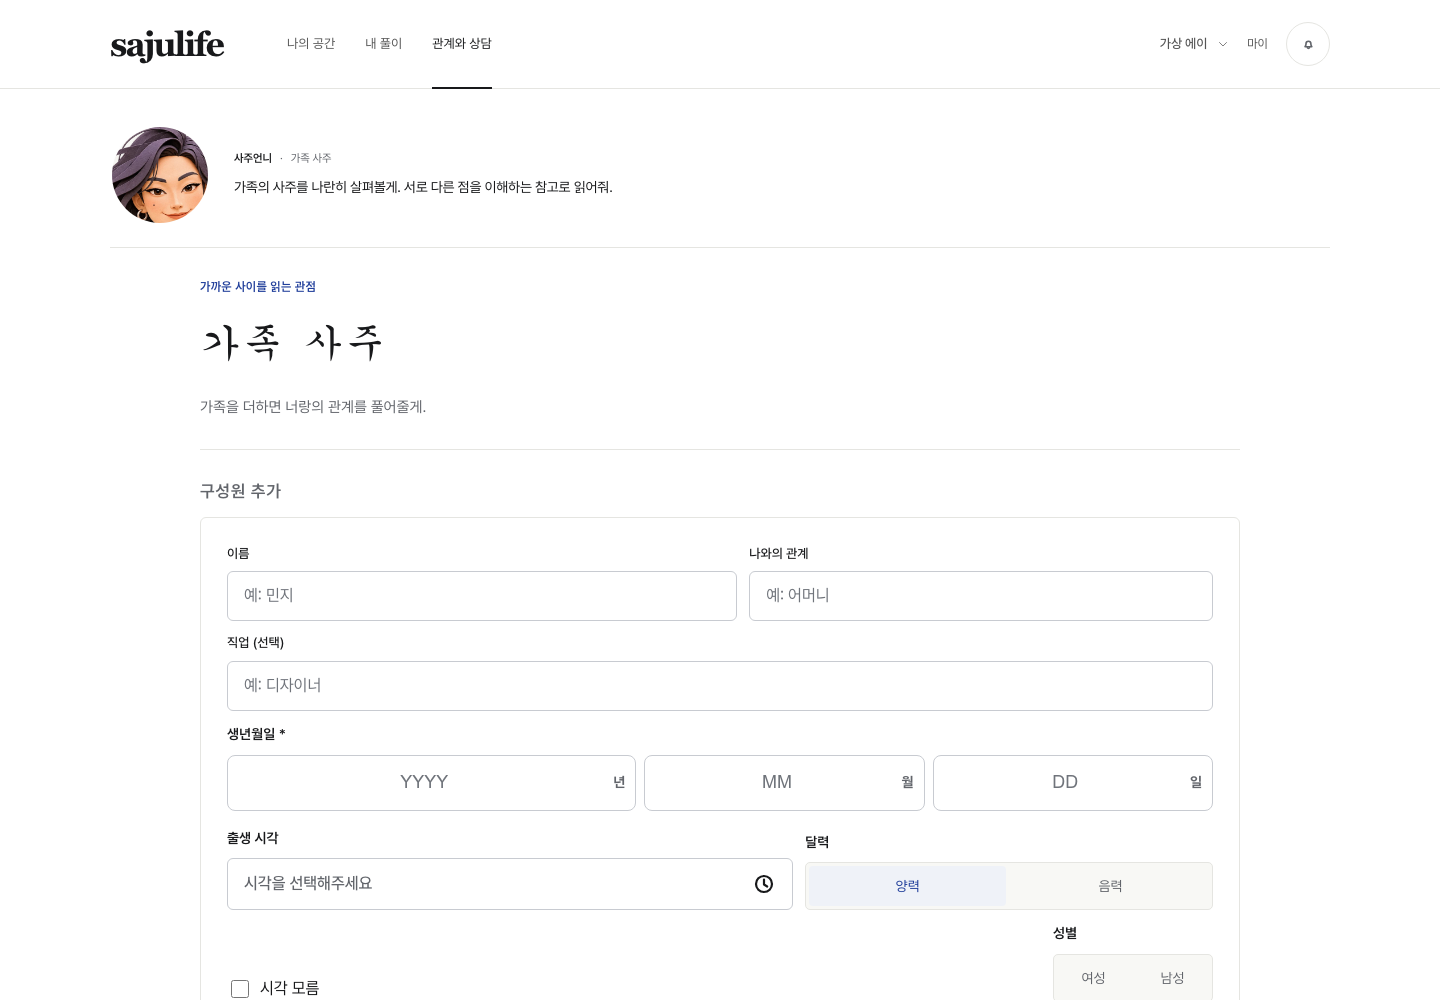 sajulife 나의 공간 내 풀이 관계와 상담 가상 에이 마이
사주언니 · 가족 사주
가족의 사주를 나란히 살펴볼게. 서로 다른 점을 이해하는 참고로 읽어줘.
가까운 사이를 읽는 관점
가족 사주
가족을 더하면 너랑의 관계를 풀어줄게.
구성원 추가
이름 나와의 관계
예: 민지 예: 어머니
직업 (선택)
예: 디자이너
생년월일 *
YYYY 년 MM 월 DD 일
출생 시각 달력
시각을 선택해주세요 양력 음력
성별
시각 모름 여성 남성